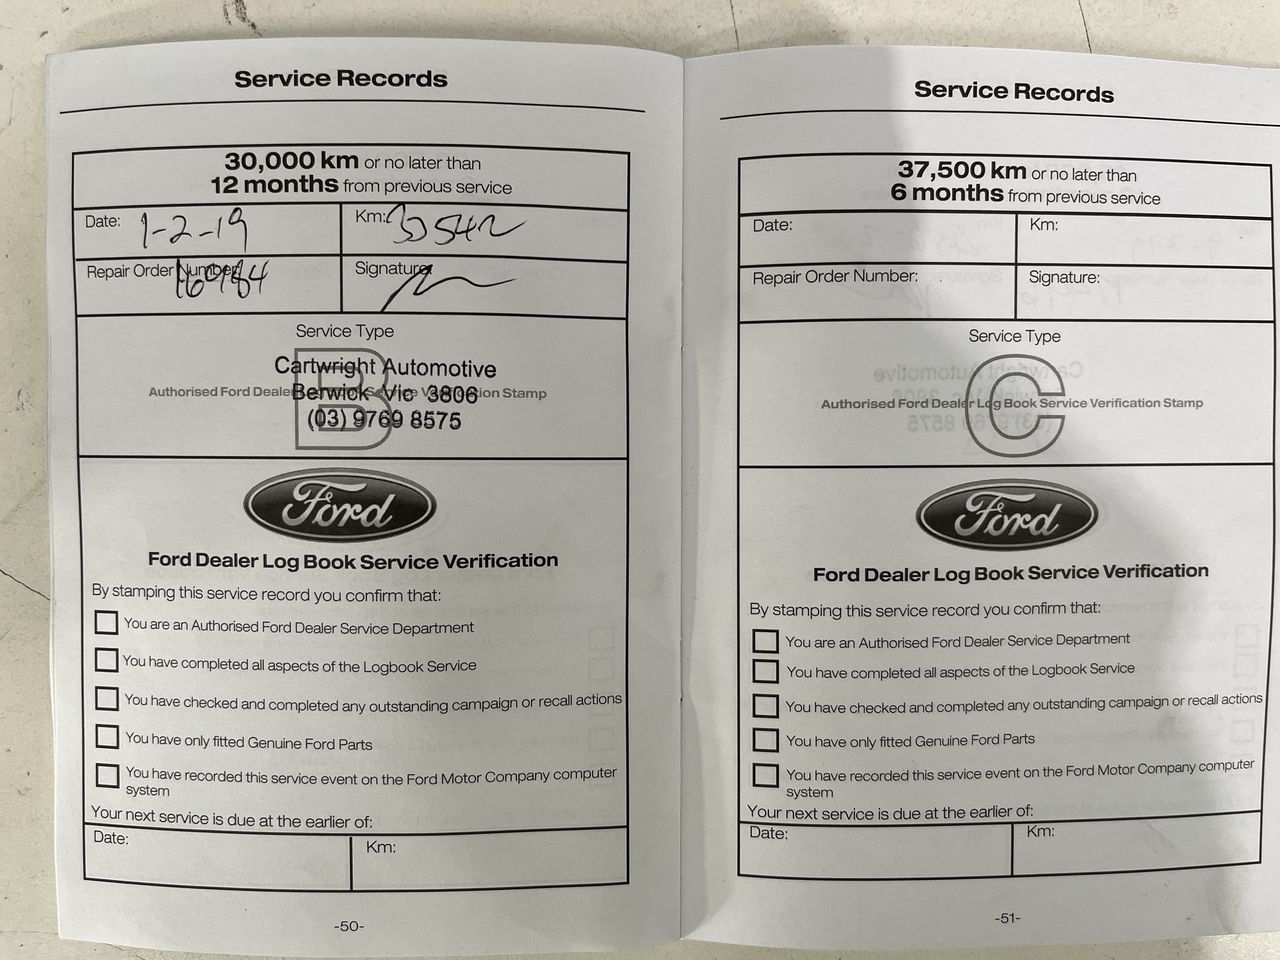 Service Records
30,000 km or no later than
12 months from previous service
Date: 1-2-19
Km:
Repair Order Number:
Signature:
Service Type
B
Cartwright Automotive
Authorised Ford Dealer Log Book Service Verification Stamp
Berwick Vic 3806
(03) 9769 8575
Ford
Ford Dealer Log Book Service Verification
By stamping this service record you confirm that:
You are an Authorised Ford Dealer Service Department
You have completed all aspects of the Logbook Service
You have checked and completed any outstanding campaign or recall actions
You have only fitted Genuine Ford Parts
You have recorded this service event on the Ford Motor Company computer
system
Your next service is due at the earlier of:
Date:
Km:
-50-
Service Records
37,500 km or no later than
6 months from previous service
Date:
Km:
Repair Order Number:
Signature:
Service Type
C
Authorised Ford Dealer Log Book Service Verification Stamp
Ford
Ford Dealer Log Book Service Verification
By stamping this service record you confirm that:
You are an Authorised Ford Dealer Service Department
You have completed all aspects of the Logbook Service
You have checked and completed any outstanding campaign or recall actions
You have only fitted Genuine Ford Parts
You have recorded this service event on the Ford Motor Company computer
system
Your next service is due at the earlier of:
Date:
Km:
-51-